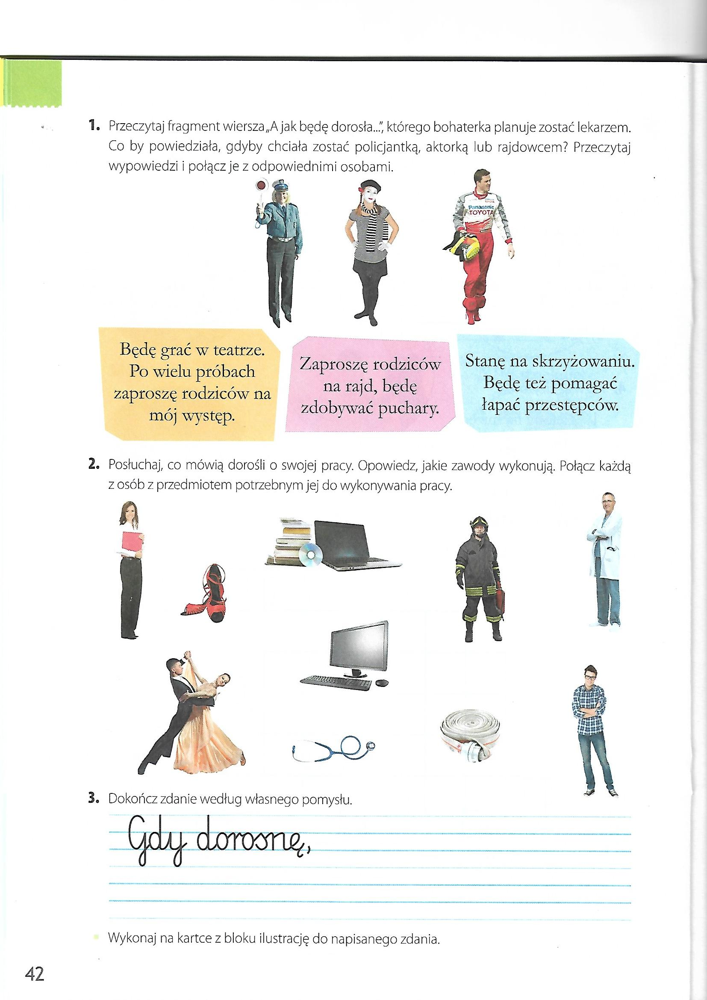 1. Przeczytaj fragment wiersza „A jak będę dorosła...”, którego bohaterka planuje zostać lekarzem.
Co by powiedziała, gdyby chciała zostać policjantką, aktorką lub rajdowcem? Przeczytaj
wypowiedzi i połącz je z odpowiednimi osobami.
Panasonic
TOYOTA
Będę grać w teatrze.
Po wielu próbach
zaproszę rodziców na
mój występ.
Zaproszę rodziców
na rajd, będę
zdobywać puchary.
Stanę na skrzyżowaniu.
Będę też pomagać
łapać przestępców.
2. Posłuchaj, co mówią dorośli o swojej pracy. Opowiedz, jakie zawody wykonują. Połącz każdą
z osób z przedmiotem potrzebnym jej do wykonywania pracy.
3. Dokończ zdanie według własnego pomysłu.
Gdy dorosnę,
Wykonaj na kartce z bloku ilustrację do napisanego zdania.
42